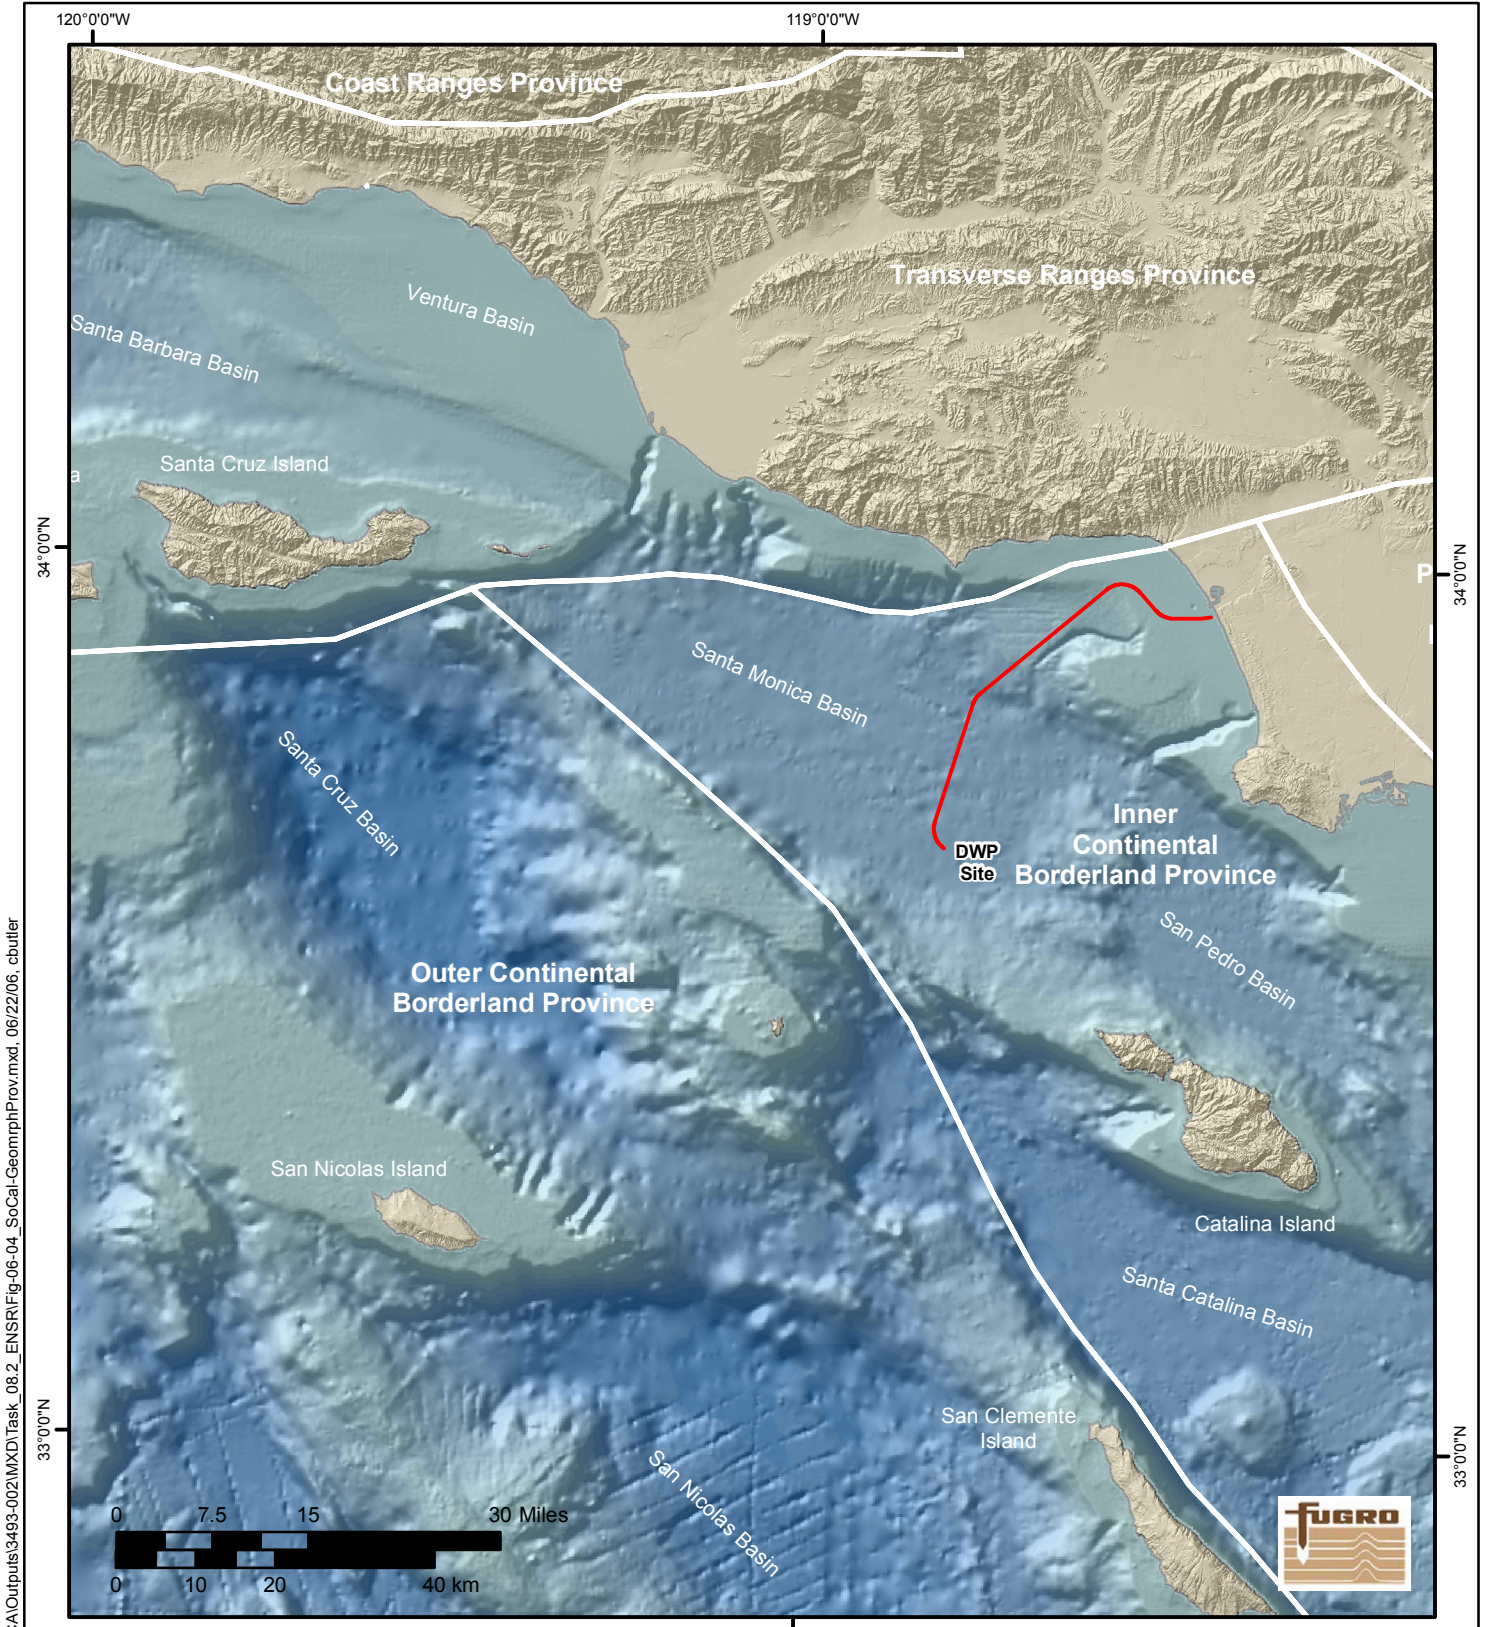 120°0'0"W
119°0'0"W
Coast Ranges Province
Transverse Ranges Province
Ventura Basin
Santa Barbara Basin
Santa Cruz Island
a
34°0'0"N
34°0'0"N
P
Santa Monica Basin
Santa Cruz Basin
DWP
Site
Inner
Continental
Borderland Province
San Pedro Basin
Outer Continental
Borderland Province
San Nicolas Island
Catalina Island
Santa Catalina Basin
San Clemente
Island
San Nicolas Basin
33°0'0"N
33°0'0"N
0 7.5 15 30 Miles
0 10 20 40 km
FUGRO
CA\Outputs\3493-002\MXD\Task_08.2_ENSR\Fig-06-04_SoCal-GeomrphProv.mxd, 06/22/06, cbutler